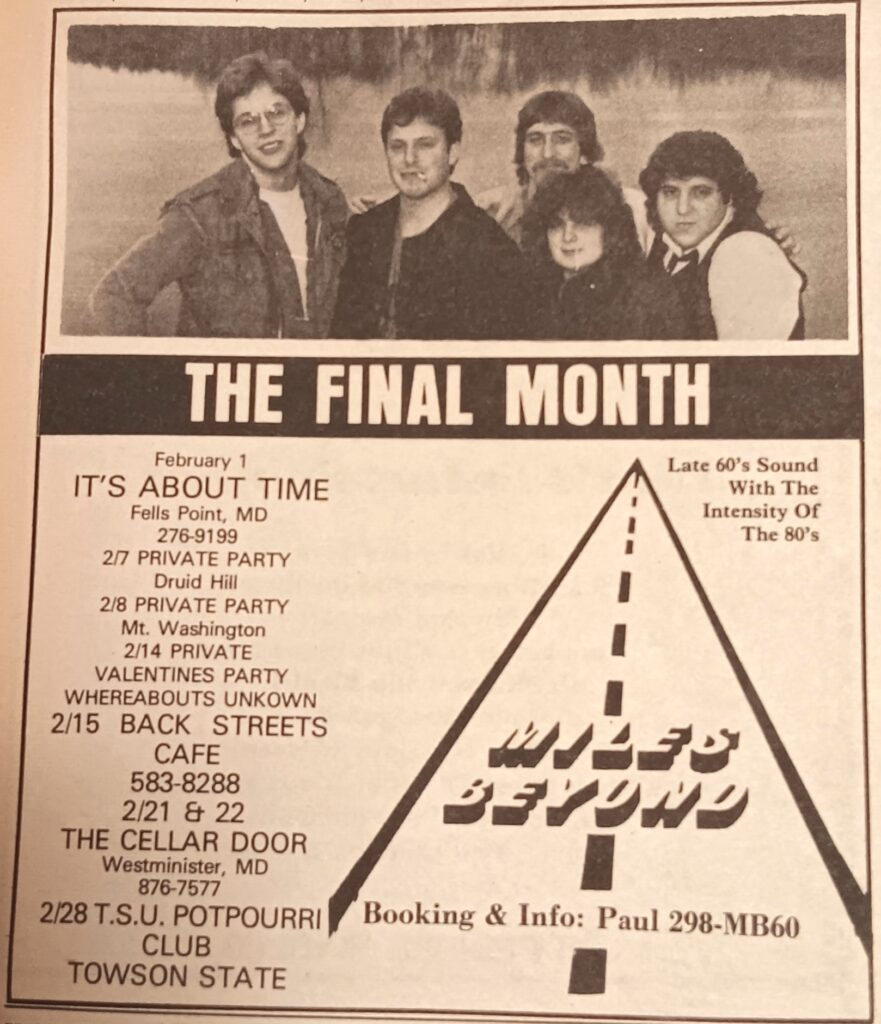 THE FINAL MONTH
February 1
IT'S ABOUT TIME
Fells Point, MD
276-9199
2/7 PRIVATE PARTY
Druid Hill
2/8 PRIVATE PARTY
Mt. Washington
2/14 PRIVATE
VALENTINES PARTY
WHEREABOUTS UNKOWN
2/15 BACK STREETS
CAFE
583-8288
2/21 & 22
THE CELLAR DOOR
Westminister, MD
876-7577
2/28 T.S.U. POTPOURRI
CLUB
TOWSON STATE
Late 60's Sound
With The
Intensity Of
The 80's
MILES
BEYOND
Booking & Info: Paul 298-MB60